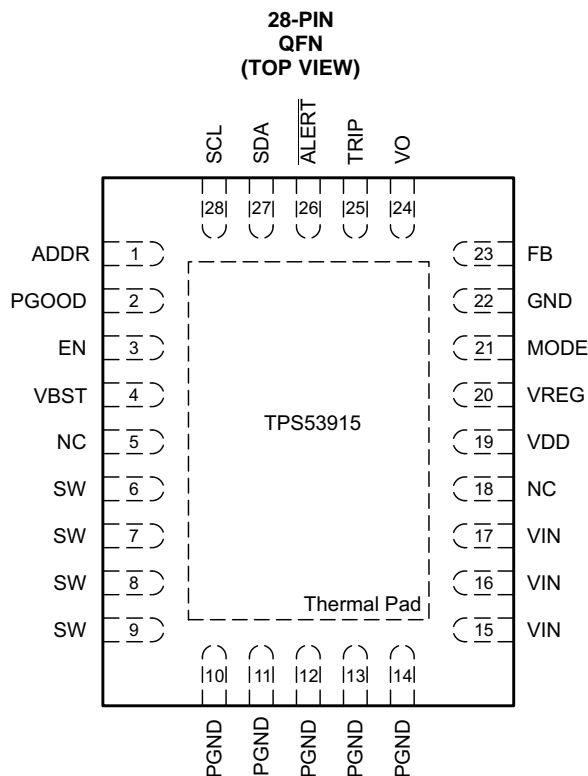 28-PIN
QFN
(TOP VIEW)
SCL
SDA
ALERT
TRIP
VO
28
27
26
25
24
ADDR 1
PGOOD 2
EN 3
VBST 4
NC 5
SW 6
SW 7
SW 8
SW 9
TPS53915
Thermal Pad
23 FB
22 GND
21 MODE
20 VREG
19 VDD
18 NC
17 VIN
16 VIN
15 VIN
10
11
12
13
14
PGND
PGND
PGND
PGND
PGND